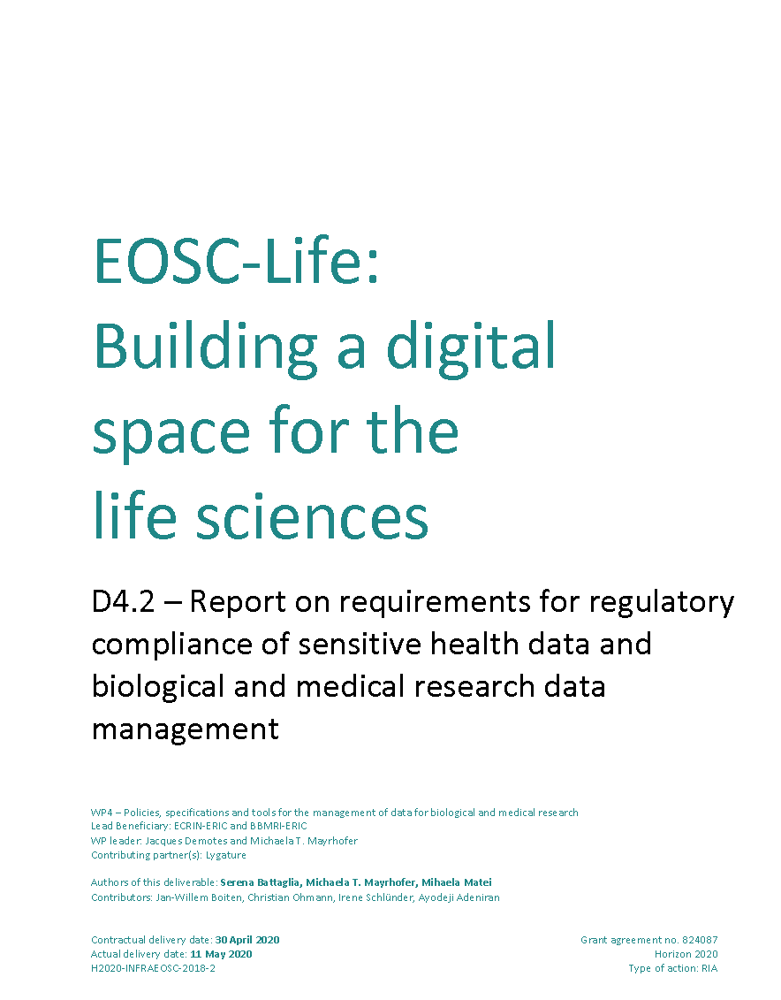 EOSC-Life:
Building a digital
space for the
life sciences
D4.2 – Report on requirements for regulatory
compliance of sensitive health data and
biological and medical research data
management
WP4 – Policies, specifications and tools for the management of data for biological and medical research
Lead Beneficiary: ECRIN-ERIC and BBMRI-ERIC
WP leader: Jacques Demotes and Michaela T. Mayrhofer
Contributing partner(s): Lygature
Authors of this deliverable: Serena Battaglia, Michaela T. Mayrhofer, Mihaela Matei
Contributors: Jan-Willem Boiten, Christian Ohmann, Irene Schlünder, Ayodeji Adeniran
Contractual delivery date: 30 April 2020
Grant agreement no. 824087
Actual delivery date: 11 May 2020
Horizon 2020
H2020-INFRAEOSC-2018-2
Type of action: RIA